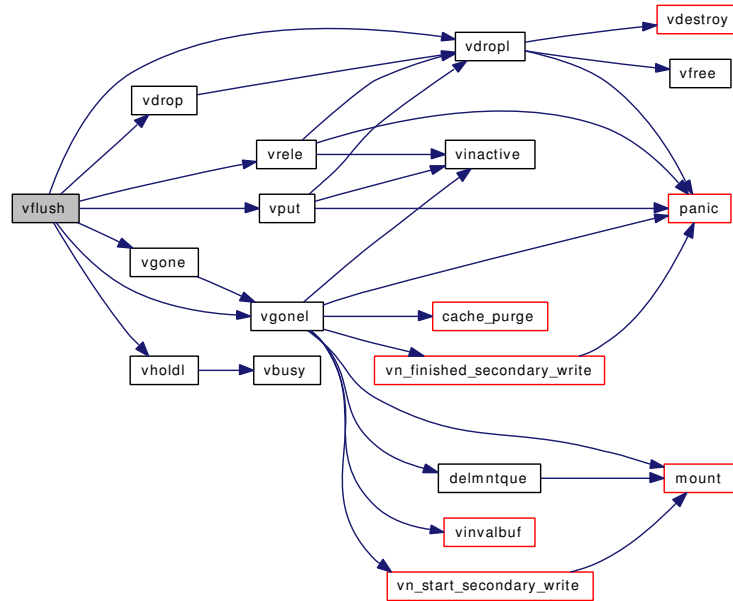 vdestroy
vdropl
vfree
vdrop
vrele
vinactive
vflush
vput
panic
vgone
vgonel
cache_purge
vholdl
vbusy
vn_finished_secondary_write
delmntque
mount
vinvalbuf
vn_start_secondary_write